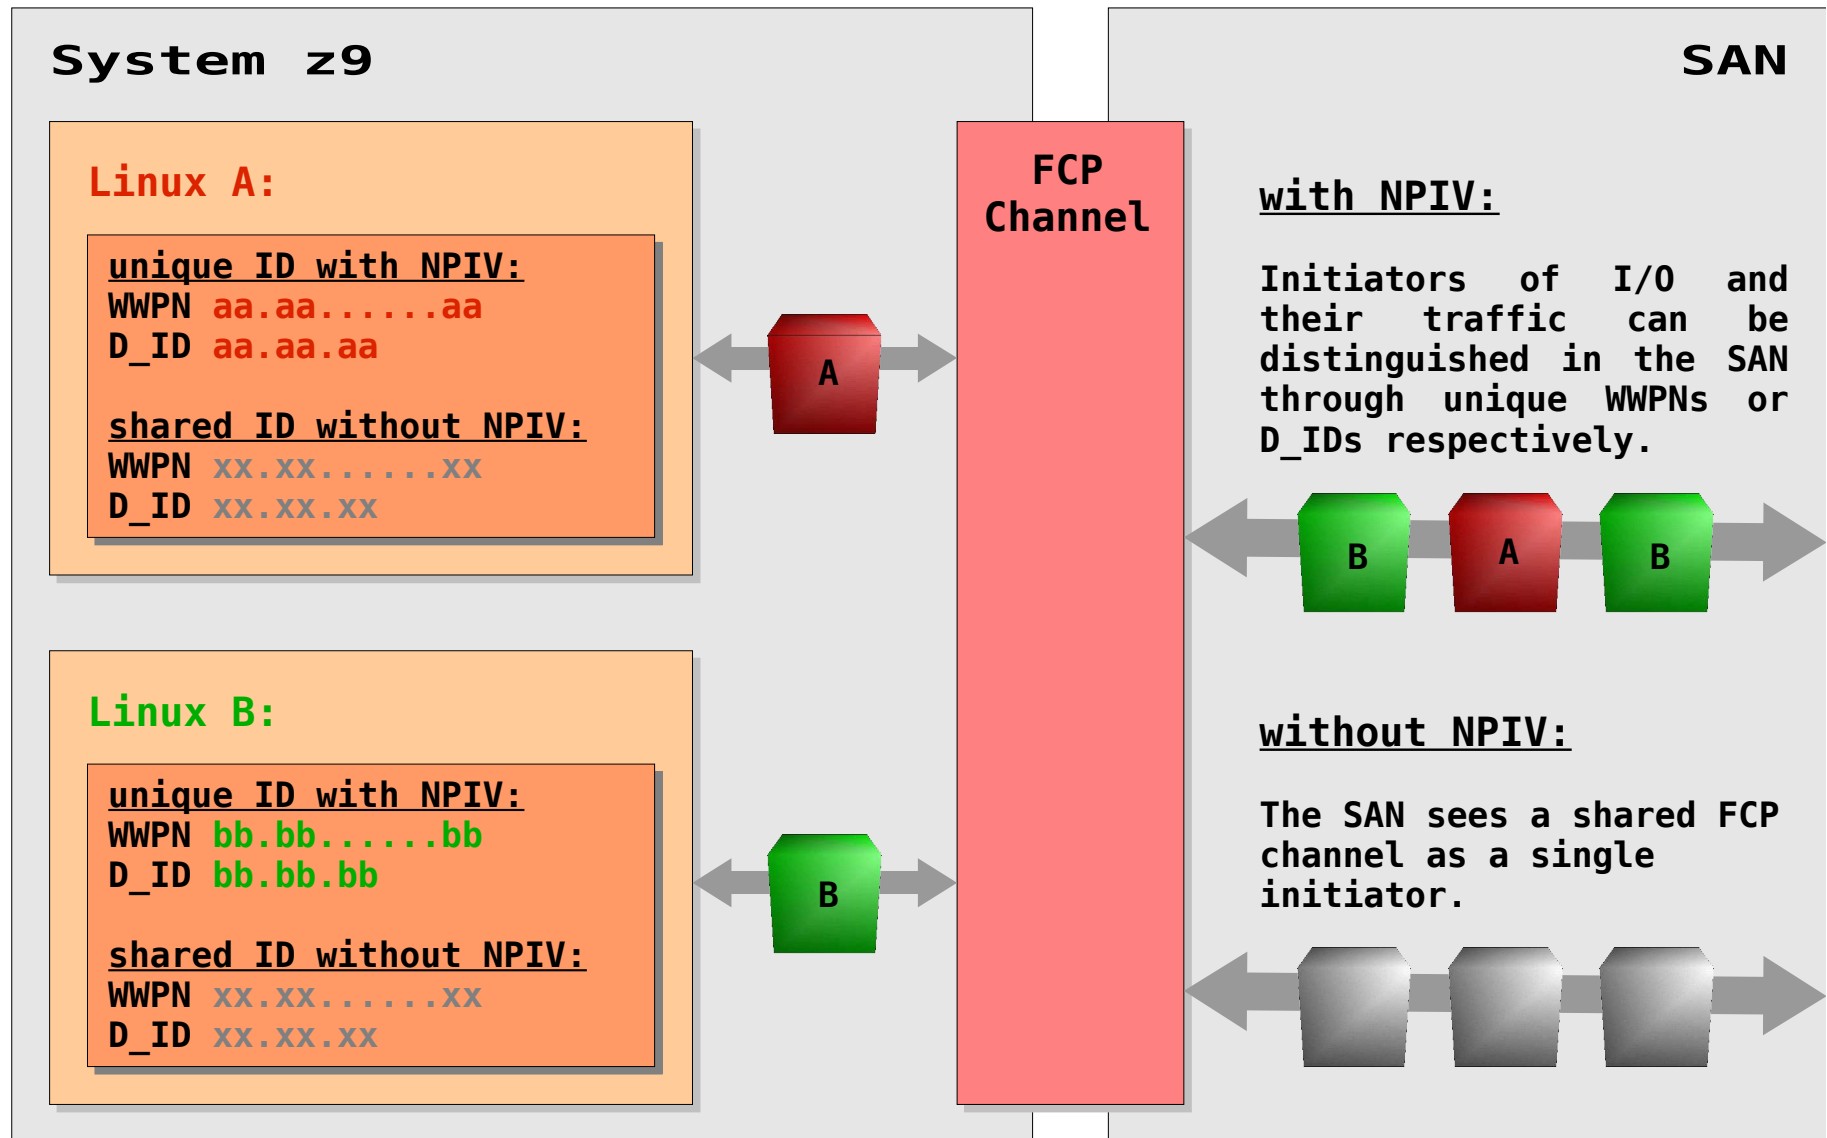 System z9
SAN
Linux A:
unique ID with NPIV:
WWPN aa.aa......aa
D_ID aa.aa.aa
shared ID without NPIV:
WWPN xx.xx......xx
D_ID xx.xx.xx
A
Linux B:
unique ID with NPIV:
WWPN bb.bb......bb
D_ID bb.bb.bb
shared ID without NPIV:
WWPN xx.xx......xx
D_ID xx.xx.xx
B
FCP
Channel
with NPIV:
Initiators of I/O and
their traffic can be
distinguished in the SAN
through unique WWPNs or
D_IDs respectively.
B A B
without NPIV:
The SAN sees a shared FCP
channel as a single
initiator.